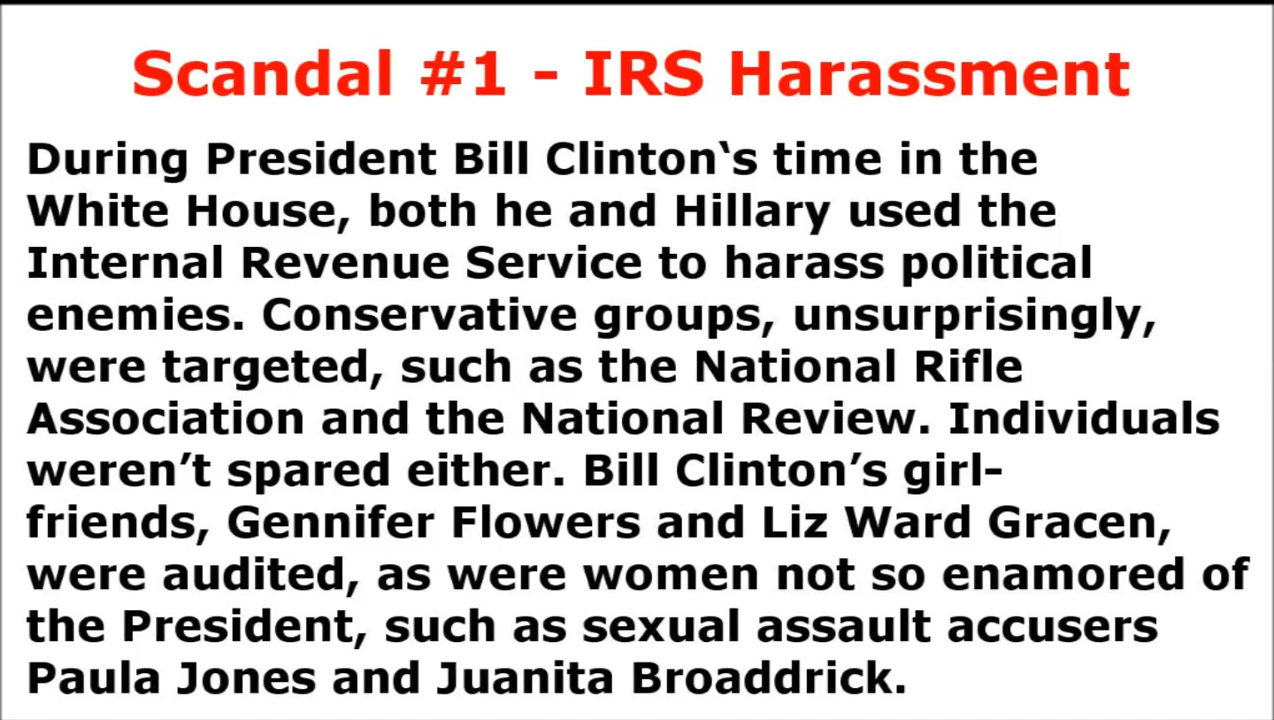 Scandal #1 - IRS Harassment
During President Bill Clinton‘s time in the
White House, both he and Hillary used the
Internal Revenue Service to harass political
enemies. Conservative groups, unsurprisingly,
were targeted, such as the National Rifle
Association and the National Review. Individuals
weren’t spared either. Bill Clinton’s girl-
friends, Gennifer Flowers and Liz Ward Gracen,
were audited, as were women not so enamored of
the President, such as sexual assault accusers
Paula Jones and Juanita Broaddrick.